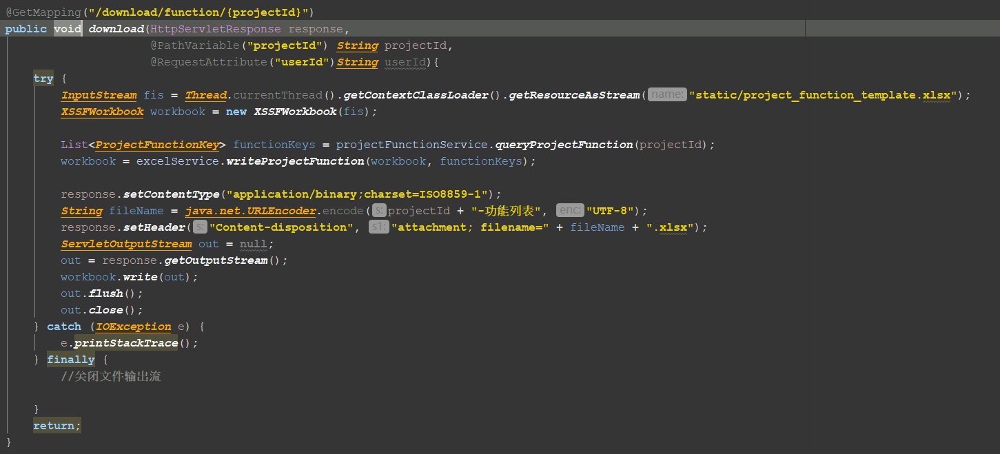 @GetMapping("/download/function/{projectId}")
public void download(HttpServletResponse response,
@PathVariable("projectId") String projectId,
@RequestAttribute("userId")String userId){
try {
InputStream fis = Thread.currentThread().getContextClassLoader().getResourceAsStream( name: "static/project_function_template.xlsx");
XSSFWorkbook workbook = new XSSFWorkbook(fis);
List<ProjectFunctionKey> functionKeys = projectFunctionService.queryProjectFunction(projectId);
workbook = excelService.writeProjectFunction(workbook, functionKeys);
response.setContentType("application/binary;charset=ISO8859-1");
String fileName = java.net.URLEncoder.encode( s: projectId + "-功能列表", enc: "UTF-8");
response.setHeader( s: "Content-disposition", s1: "attachment; filename=" + fileName + ".xlsx");
ServletOutputStream out = null;
out = response.getOutputStream();
workbook.write(out);
out.flush();
out.close();
} catch (IOException e) {
e.printStackTrace();
} finally {
//关闭文件输出流
}
return;
}